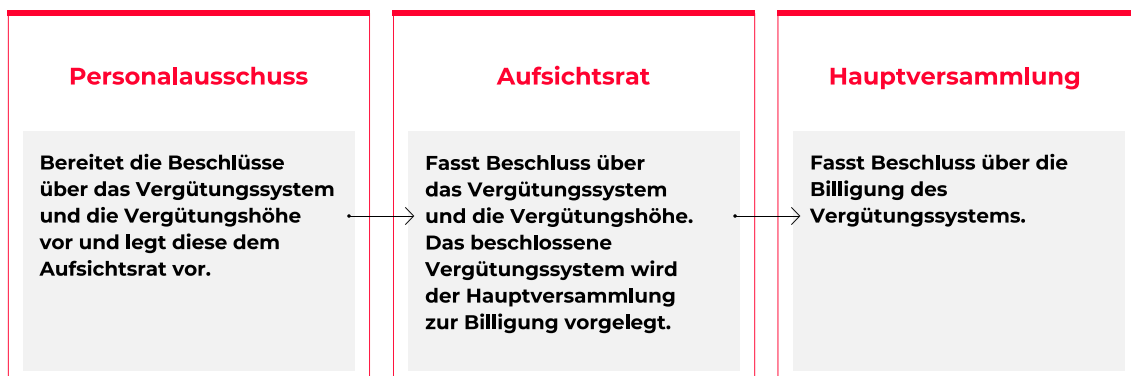 Personalausschuss
Bereitet die Beschlüsse
über das Vergütungssystem
und die Vergütungshöhe
vor und legt diese dem
Aufsichtsrat vor.
Aufsichtsrat
Fasst Beschluss über
das Vergütungssystem
und die Vergütungshöhe.
Das beschlossene
Vergütungssystem wird
der Hauptversammlung
zur Billigung vorgelegt.
Hauptversammlung
Fasst Beschluss über die
Billigung des
Vergütungssystems.